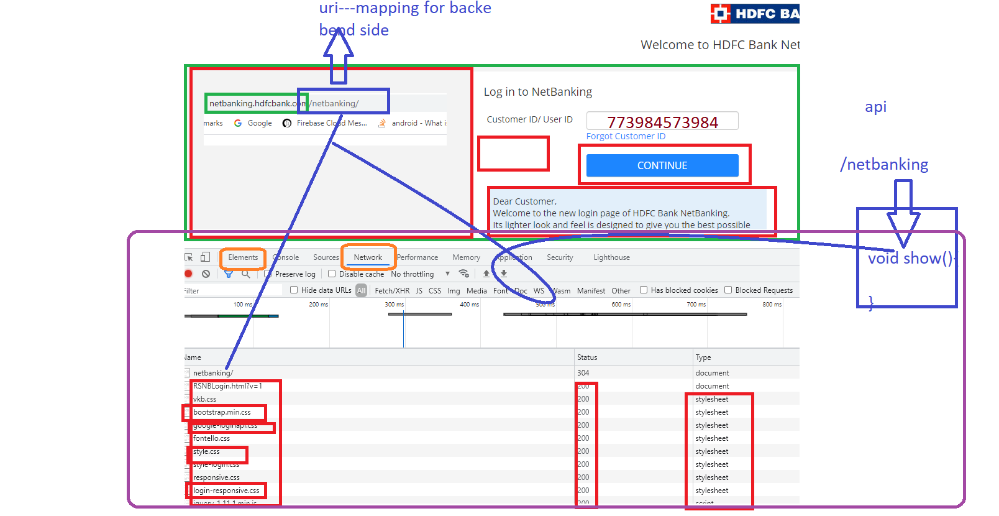 uri---mapping for backe
bend side
HDFC BA
Welcome to HDFC Bank Net
netbanking.hdfcbank.com/netbanking/
marks Google Firebase Cloud Mes... android - What i
Log in to NetBanking
Customer ID/ User ID 773984573984
Forgot Customer ID
CONTINUE
Dear Customer,
Welcome to the new login page of HDFC Bank NetBanking.
Its lighter look and feel is designed to give you the best possible
api
/netbanking
void show(){
}
Elements Console Sources Network Performance Memory Application Security Lighthouse
Preserve log Disable cache No throttling
Filter Hide data URLs All Fetch/XHR JS CSS Img Media Font Doc WS Wasm Manifest Other Has blocked cookies Blocked Requests
100 ms 200 ms 300 ms 400 ms 500 ms 600 ms 700 ms 800 ms
Name Status Type
netbanking/ 304 document
RSNBLogin.html?v=1 200 document
vkb.css 200 stylesheet
bootstrap.min.css 200 stylesheet
google-loginapi.css 200 stylesheet
fontello.css 200 stylesheet
style.css 200 stylesheet
style-login.css 200 stylesheet
responsive.css 200 stylesheet
login-responsive.css 200 stylesheet
jquery-1.11.1.min.js 200 script